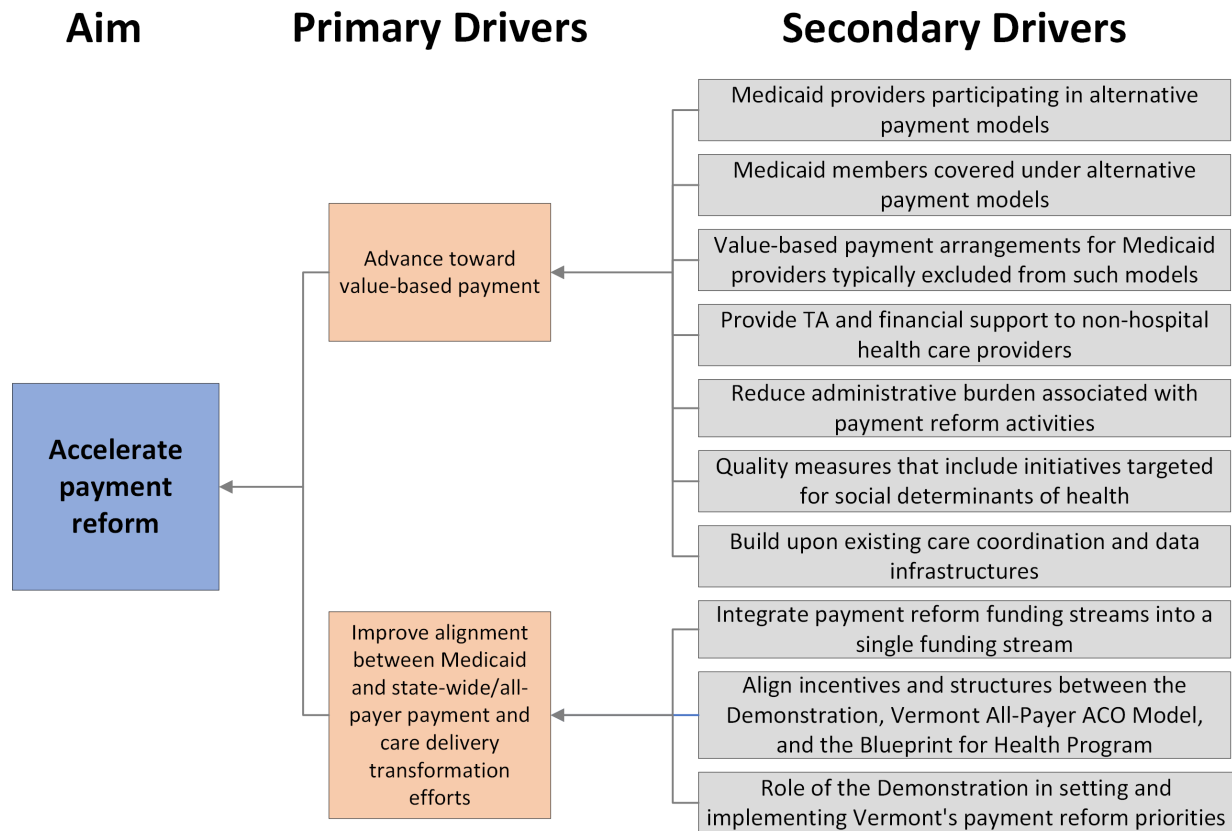 Aim
Primary Drivers
Secondary Drivers
Accelerate
payment
reform
Advance toward
value-based payment
Improve alignment
between Medicaid
and state-wide/all-
payer payment and
care delivery
transformation
efforts
Medicaid providers participating in alternative
payment models
Medicaid members covered under alternative
payment models
Value-based payment arrangements for Medicaid
providers typically excluded from such models
Provide TA and financial support to non-hospital
health care providers
Reduce administrative burden associated with
payment reform activities
Quality measures that include initiatives targeted
for social determinants of health
Build upon existing care coordination and data
infrastructures
Integrate payment reform funding streams into a
single funding stream
Align incentives and structures between the
Demonstration, Vermont All-Payer ACO Model,
and the Blueprint for Health Program
Role of the Demonstration in setting and
implementing Vermont's payment reform priorities